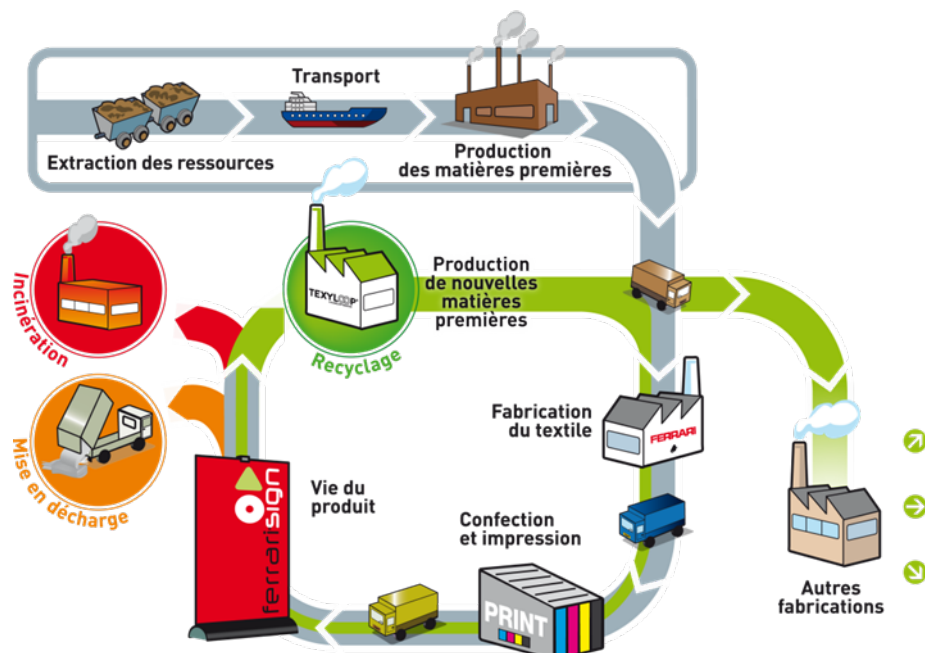 Transport
Extraction des ressources
Production
des matières premières
Incinération
TEXYLOOP
Recyclage
Production
de nouvelles
matières
premières
Mise en décharge
Fabrication
du textile
FERRARI
ferrarisign
Vie du
produit
Confection
et impression
PRINT
Autres
fabrications